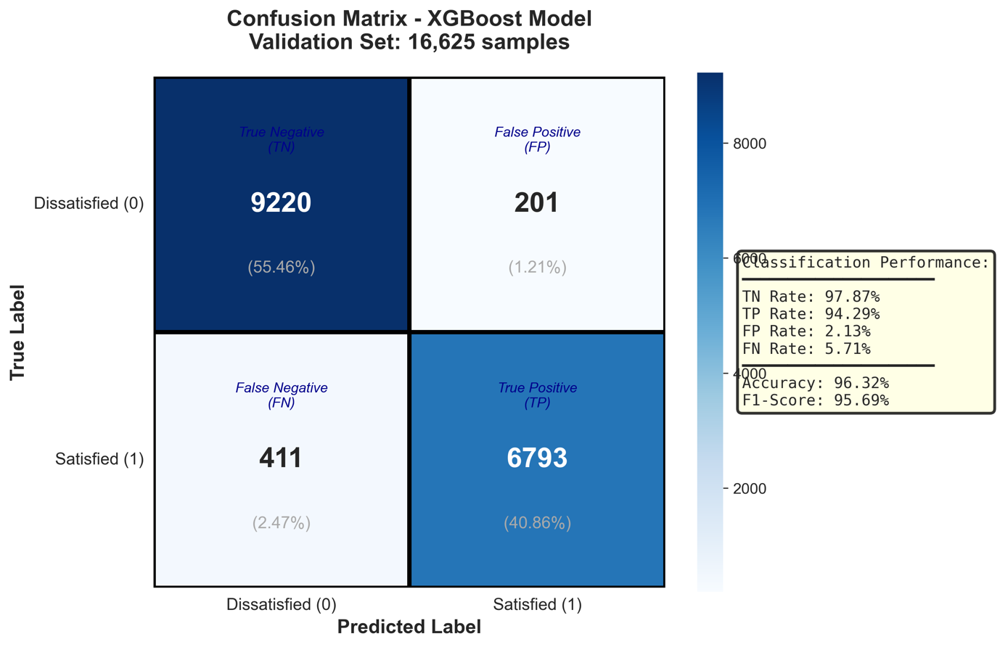 Confusion Matrix - XGBoost Model
Validation Set: 16,625 samples
True Label
Dissatisfied (0)
True Negative
(TN)
9220
(55.46%)
False Positive
(FP)
201
(1.21%)
Satisfied (1)
False Negative
(FN)
411
(2.47%)
True Positive
(TP)
6793
(40.86%)
Dissatisfied (0)
Satisfied (1)
Predicted Label
8000
6000
4000
2000
Classification Performance:
TN Rate: 97.87%
TP Rate: 94.29%
FP Rate: 2.13%
FN Rate: 5.71%
Accuracy: 96.32%
F1-Score: 95.69%